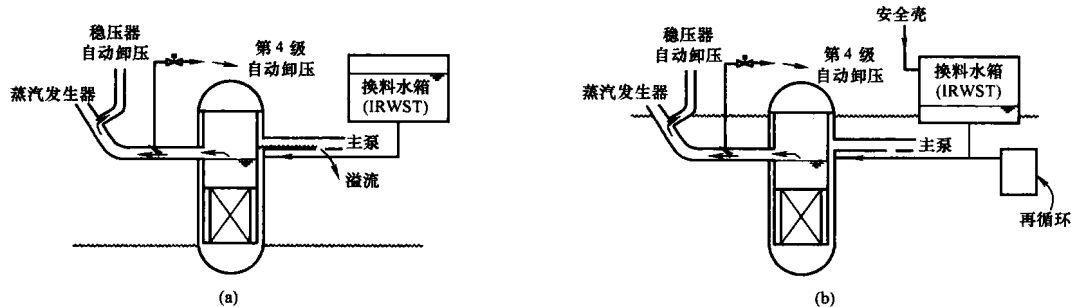 稳压器
自动卸压
第 4 级
自动卸压
蒸汽发生器
换料水箱
(IRWST)
主泵
溢流
(a)
安全壳
稳压器
自动卸压
第 4 级
自动卸压
蒸汽发生器
换料水箱
(IRWST)
主泵
再循环
(b)